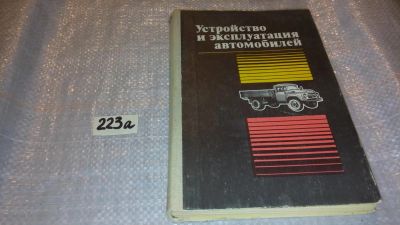 Устройство
и эксплуатация
автомобилей
223а